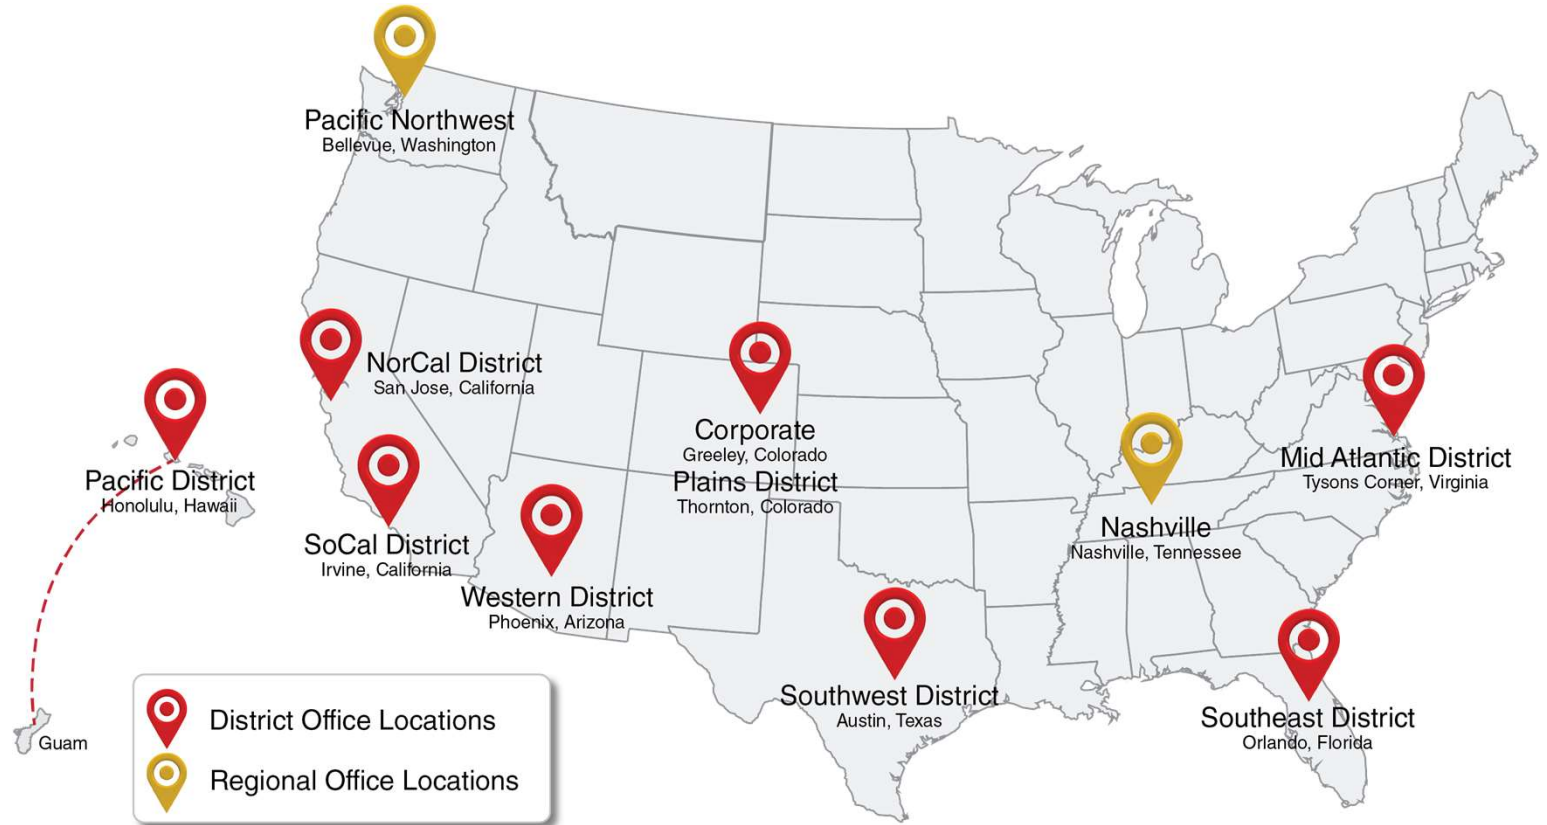 Pacific Northwest
Bellevue, Washington
NorCal District
San Jose, California
Pacific District
Honolulu, Hawaii
SoCal District
Irvine, California
Western District
Phoenix, Arizona
Corporate
Greeley, Colorado
Plains District
Thornton, Colorado
Mid Atlantic District
Tysons Corner, Virginia
Nashville
Nashville, Tennessee
Southwest District
Austin, Texas
Southeast District
Orlando, Florida
Guam
District Office Locations
Regional Office Locations